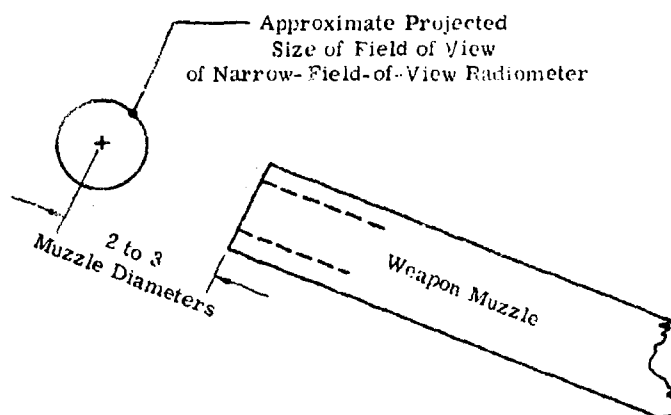 Approximate Projected
Size of Field of View
of Narrow-Field-of-View Radiometer
2 to 3
Muzzle Diameters
Weapon Muzzle